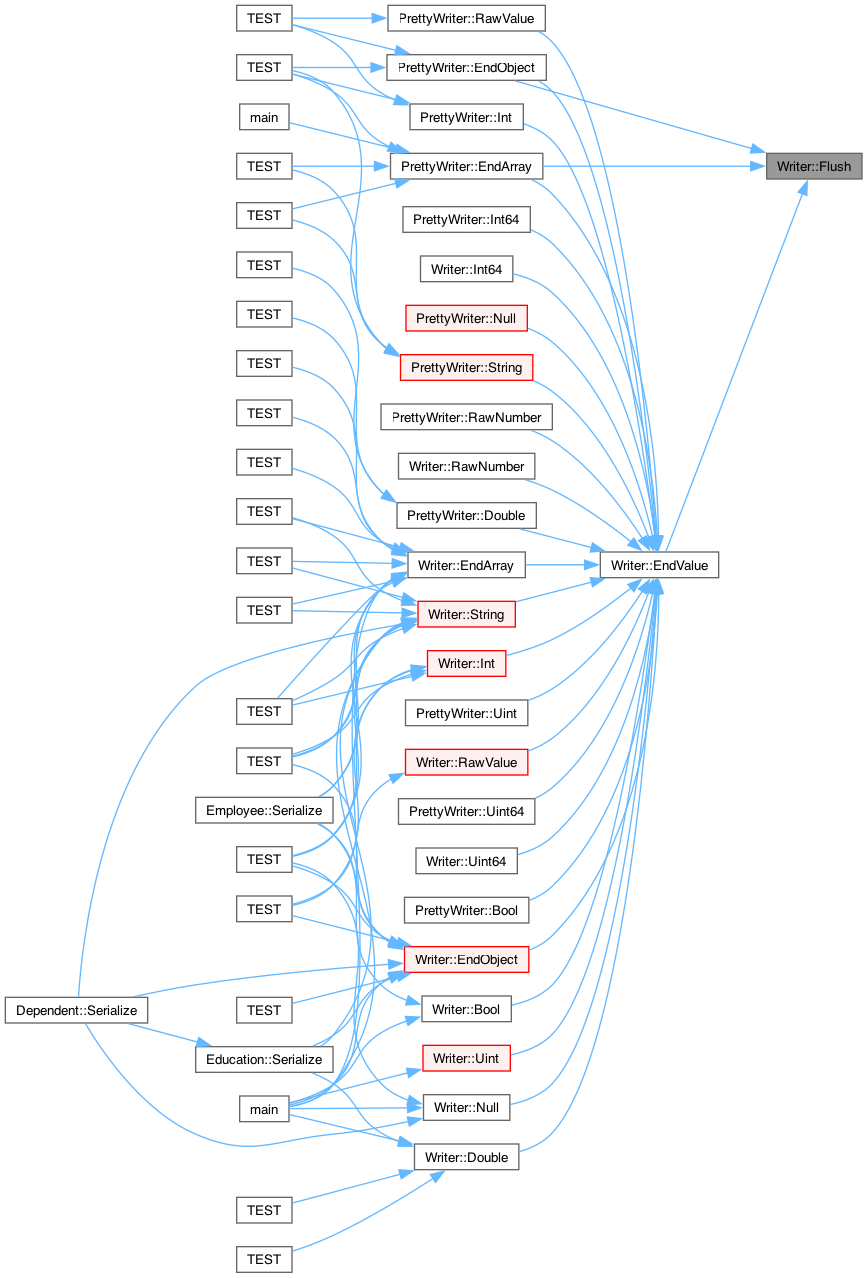 TEST
PrettyWriter::RawValue
TEST
PrettyWriter::EndObject
main
PrettyWriter::Int
TEST
PrettyWriter::EndArray
Writer::Flush
TEST
PrettyWriter::Int64
TEST
Writer::Int64
TEST
PrettyWriter::Null
TEST
PrettyWriter::String
TEST
PrettyWriter::RawNumber
TEST
Writer::RawNumber
TEST
PrettyWriter::Double
TEST
Writer::EndArray
Writer::EndValue
TEST
Writer::String
Writer::Int
TEST
PrettyWriter::Uint
TEST
Writer::RawValue
Employee::Serialize
PrettyWriter::Uint64
TEST
Writer::Uint64
TEST
PrettyWriter::Bool
Writer::EndObject
Dependent::Serialize
TEST
Writer::Bool
Education::Serialize
Writer::Uint
main
Writer::Null
Writer::Double
TEST
TEST